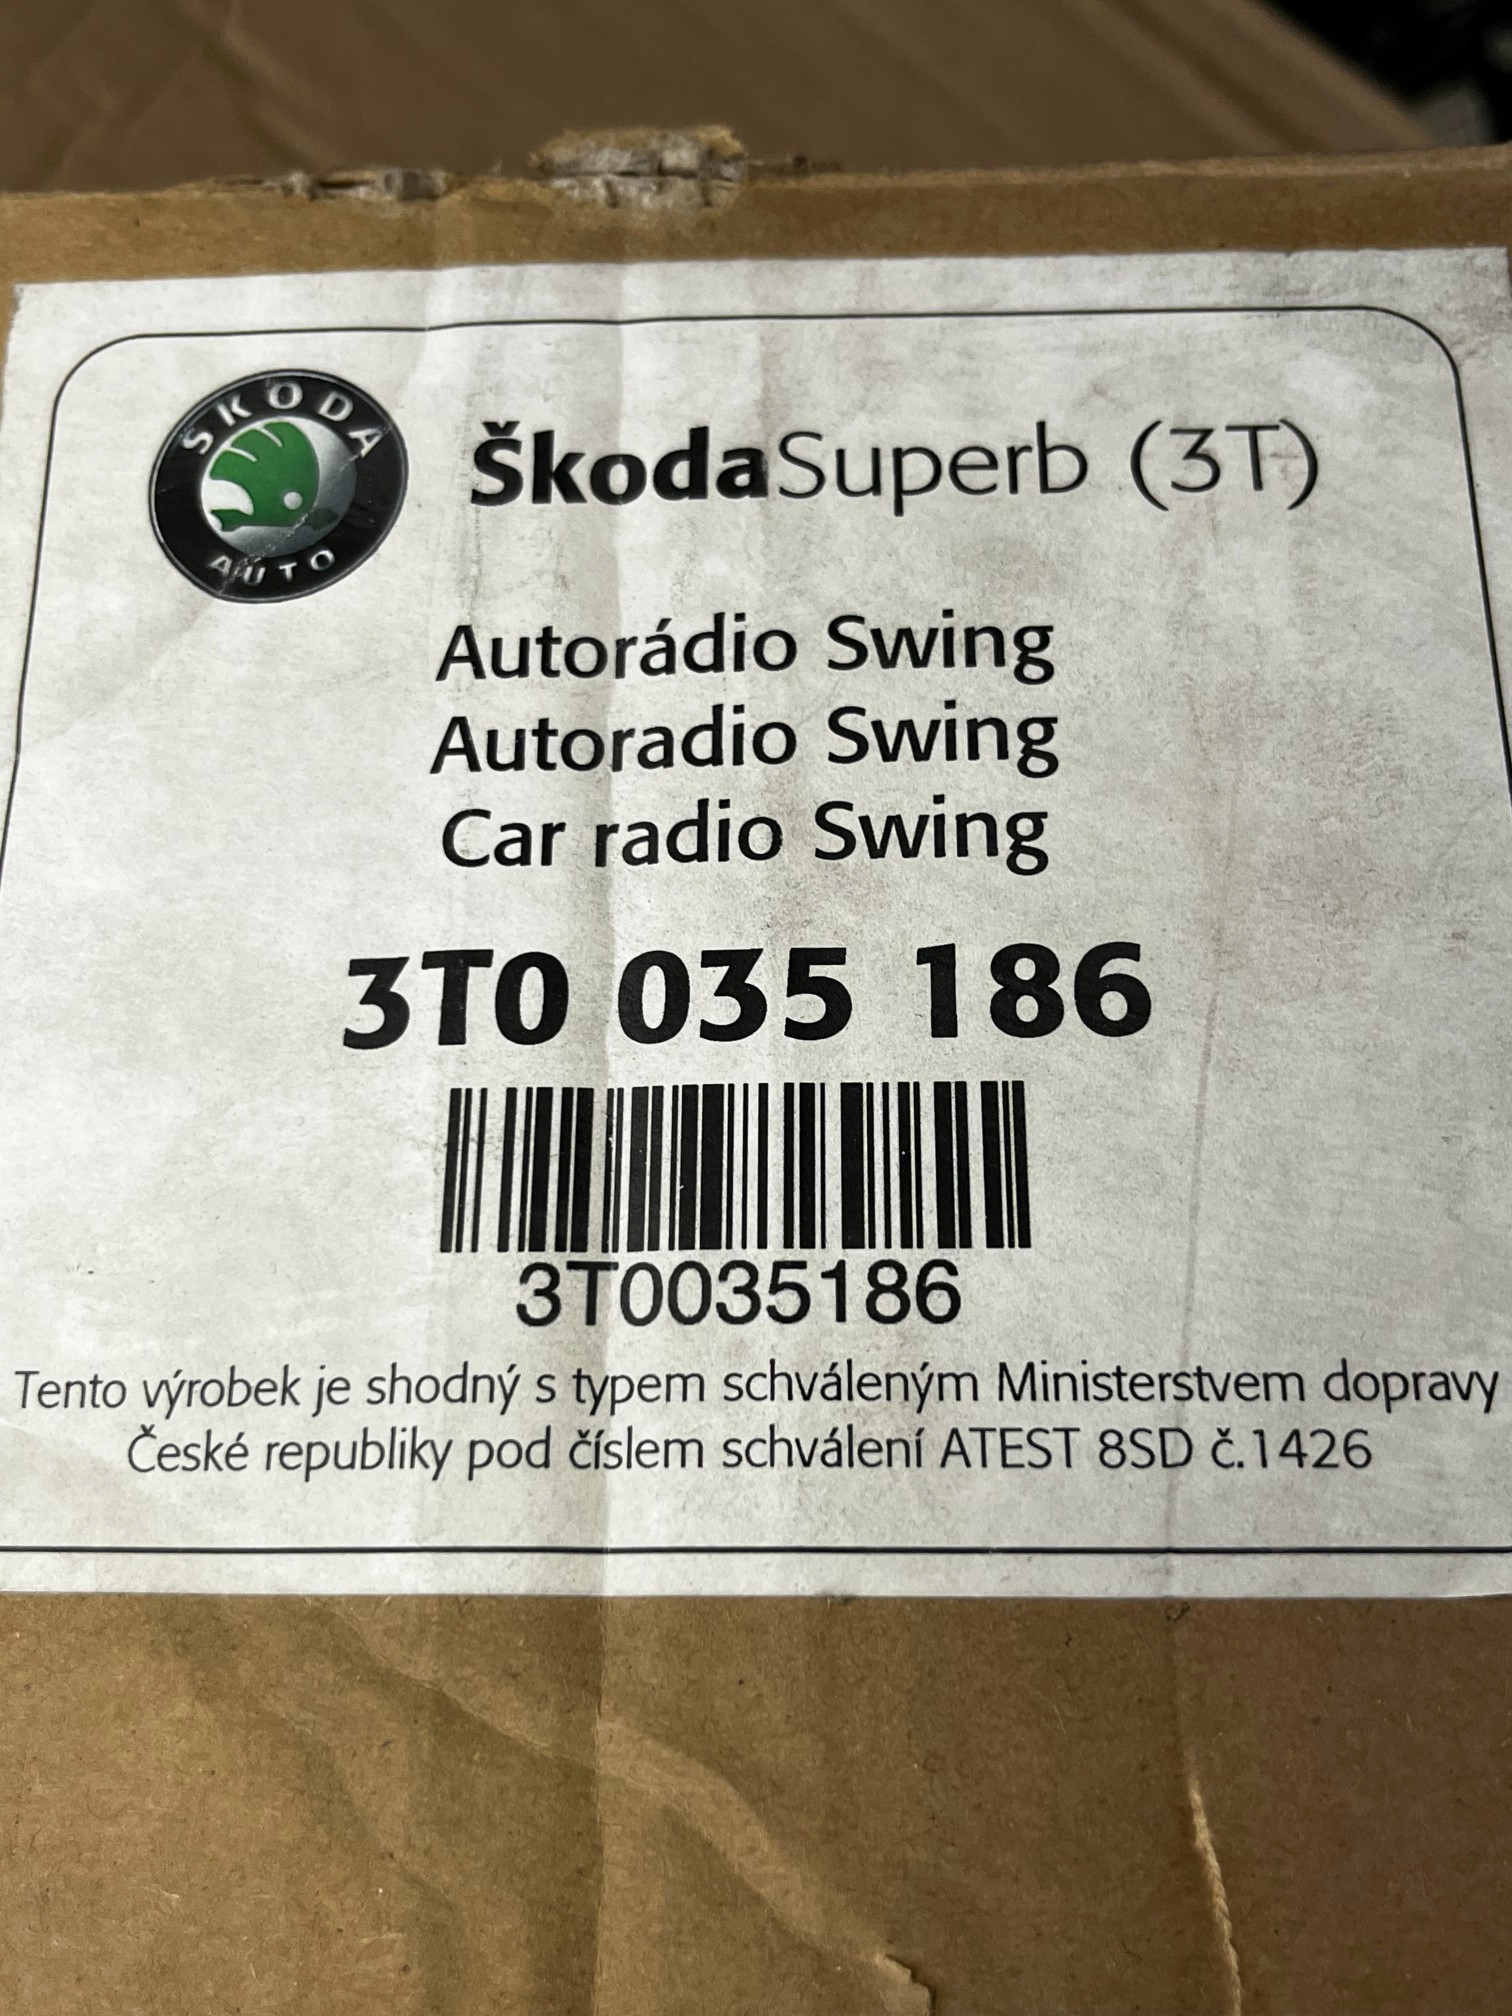 ŠKODA
AUTO
ŠkodaSuperb (3T)
Autorádio Swing
Autoradio Swing
Car radio Swing
3T0 035 186
3T0035186
Tento výrobek je shodný s typem schváleným Ministerstvem dopravy
České republiky pod číslem schválení ATEST 8SD č.1426